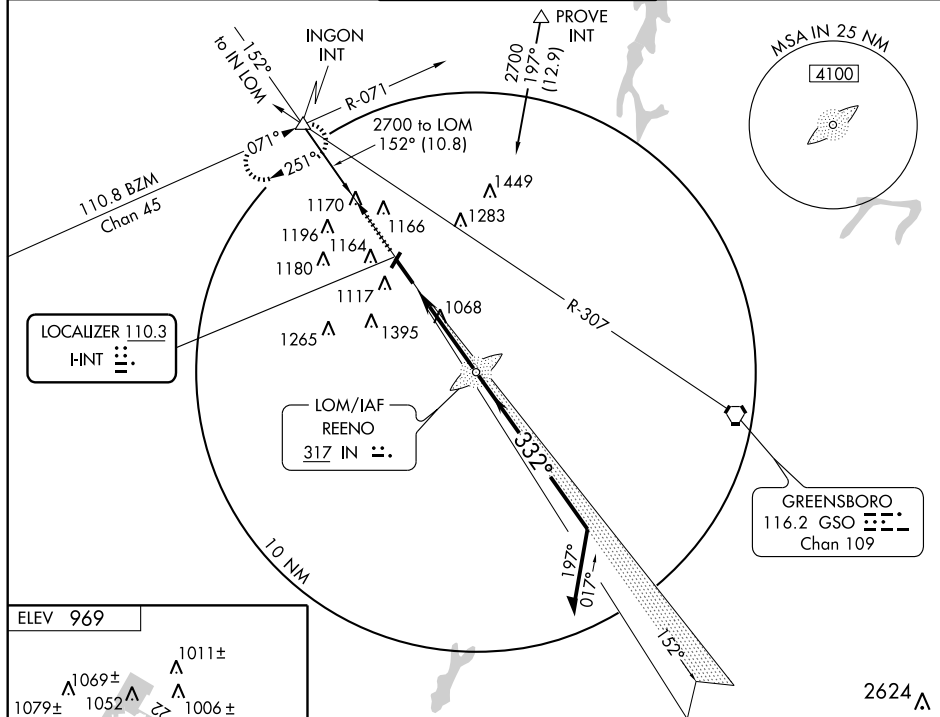 PROVE
INT
2700
197°
(12.9)
INGON
INT
152°
to IN LOM
R-071
MSA IN 25 NM
4100
071°
251°
2700 to LOM
152° (10.8)
110.8 BZM
Chan 45
1449
1283
1170
1166
1196
1164
1180
1117
1068
1265
1395
R-307
LOCALIZER 110.3
I-INT
LOM/IAF
REENO
317 IN
332°
GREENSBORO
116.2 GSO
Chan 109
10 NM
197°
017°
152°
ELEV 969
1011±
1069±
1079±
1052
22
1006±
2624